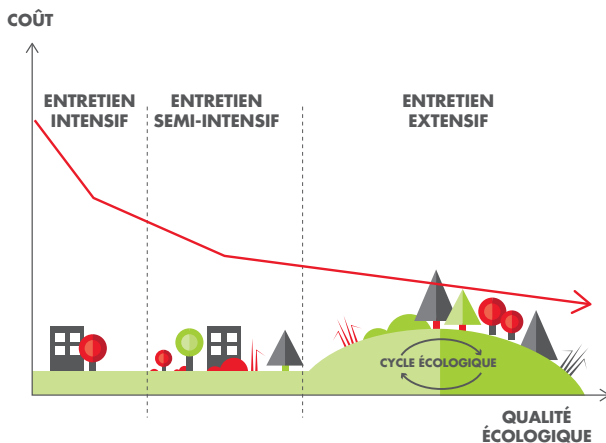 COÛT
ENTRETIEN
INTENSIF
ENTRETIEN
SEMI-INTENSIF
ENTRETIEN
EXTENSIF
CYCLE ÉCOLOGIQUE
QUALITÉ
ÉCOLOGIQUE